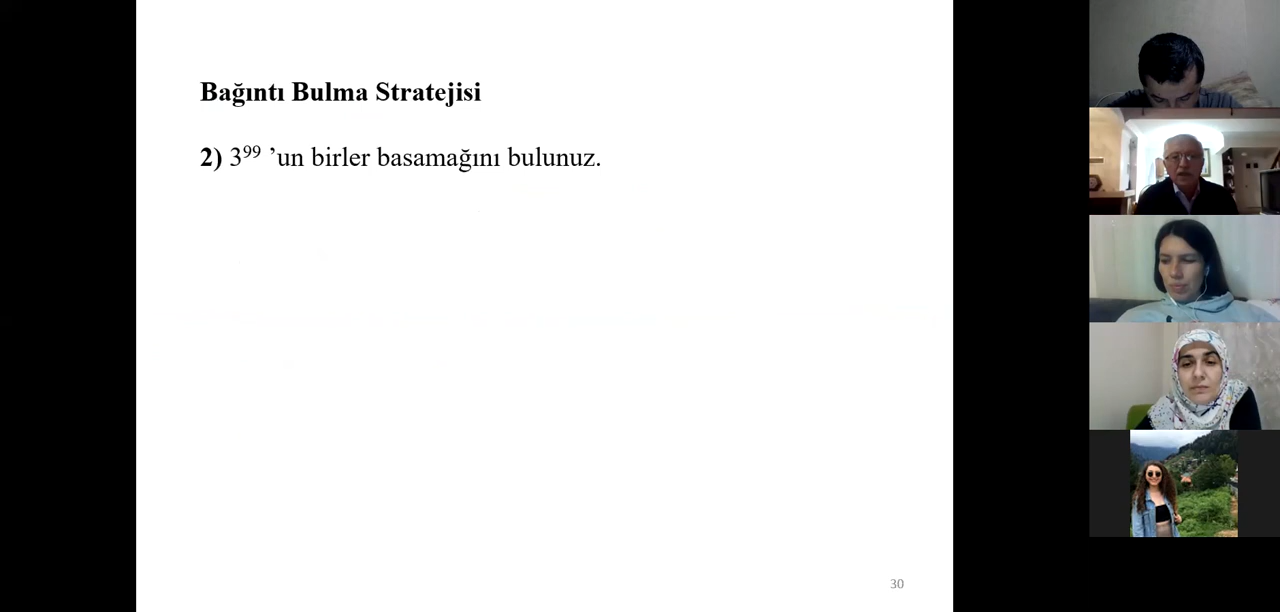 Bağıntı Bulma Stratejisi
2) 3⁹⁹ ’un birler basamağını bulunuz.
30